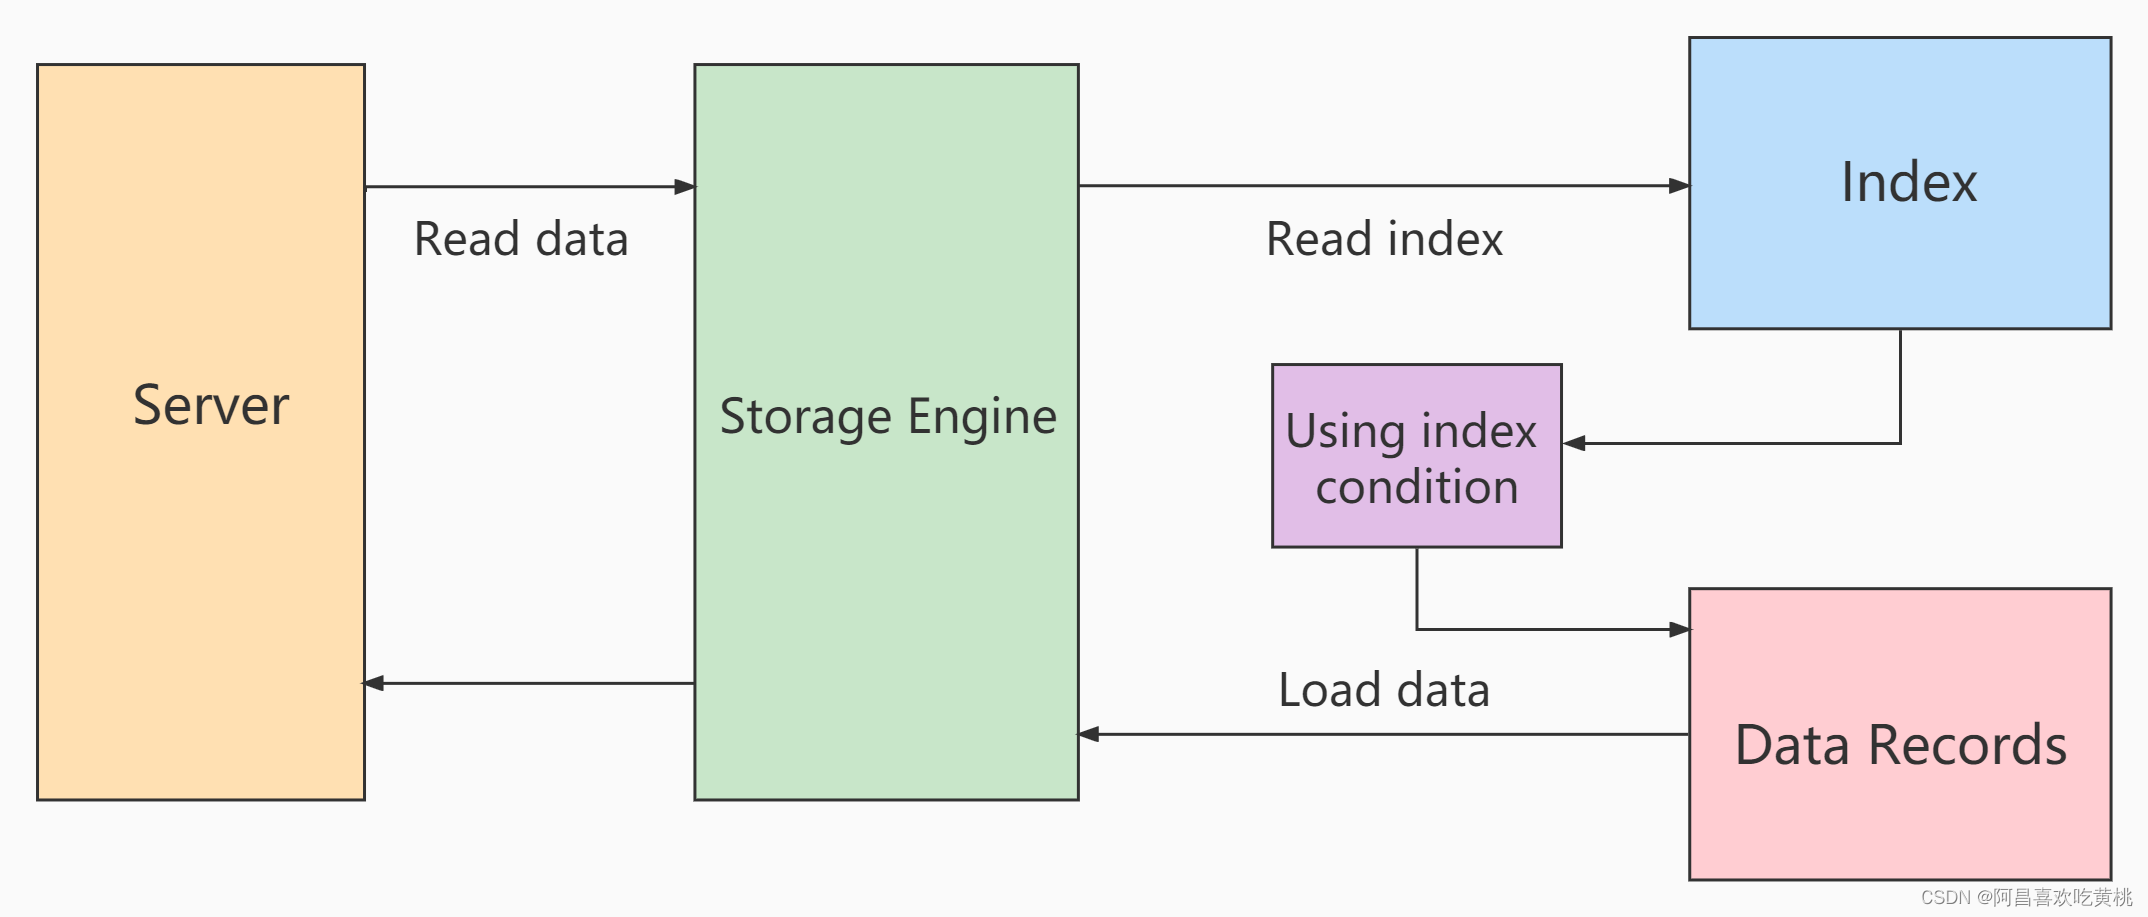 Server
Read data
Storage Engine
Read index
Index
Using index
condition
Load data
Data Records
CSDN @阿昌喜欢吃黄桃